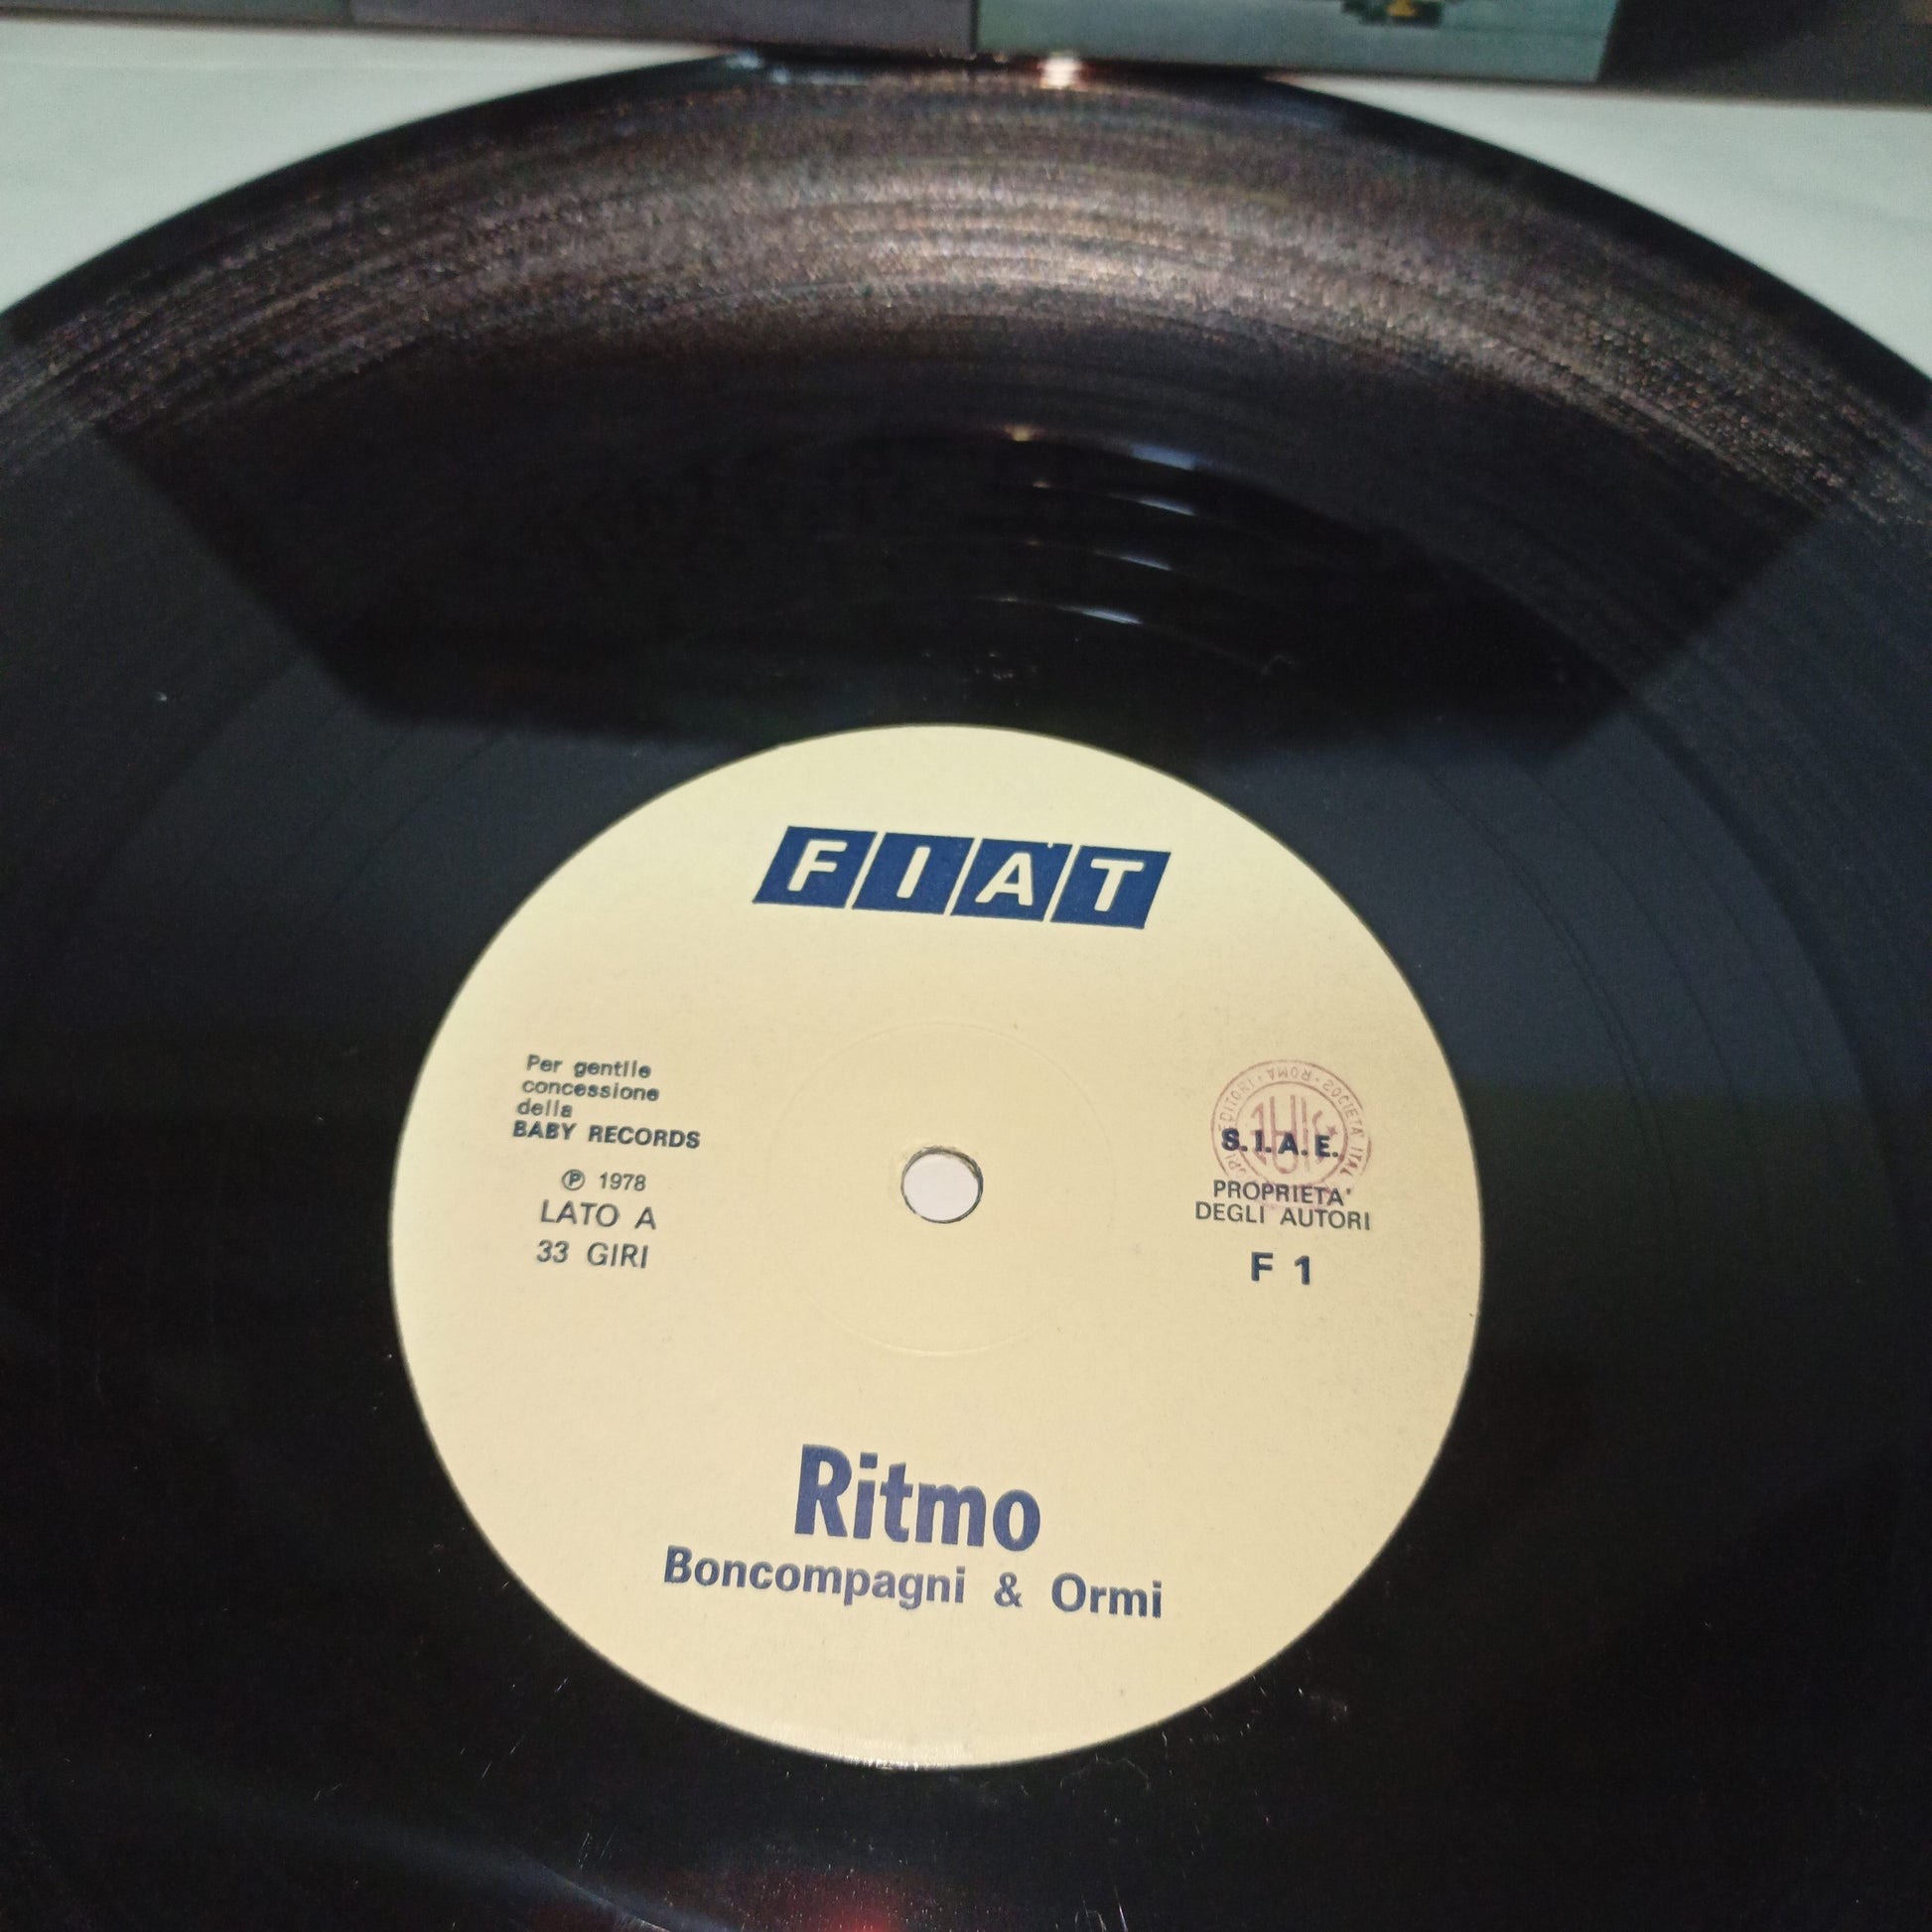 FIAT
Per gentile
concessione
della
BABY RECORDS
℗ 1978
LATO A
33 GIRI
S.I.A.E.
PROPRIETA'
DEGLI AUTORI
F 1
Ritmo
Boncompagni & Ormi